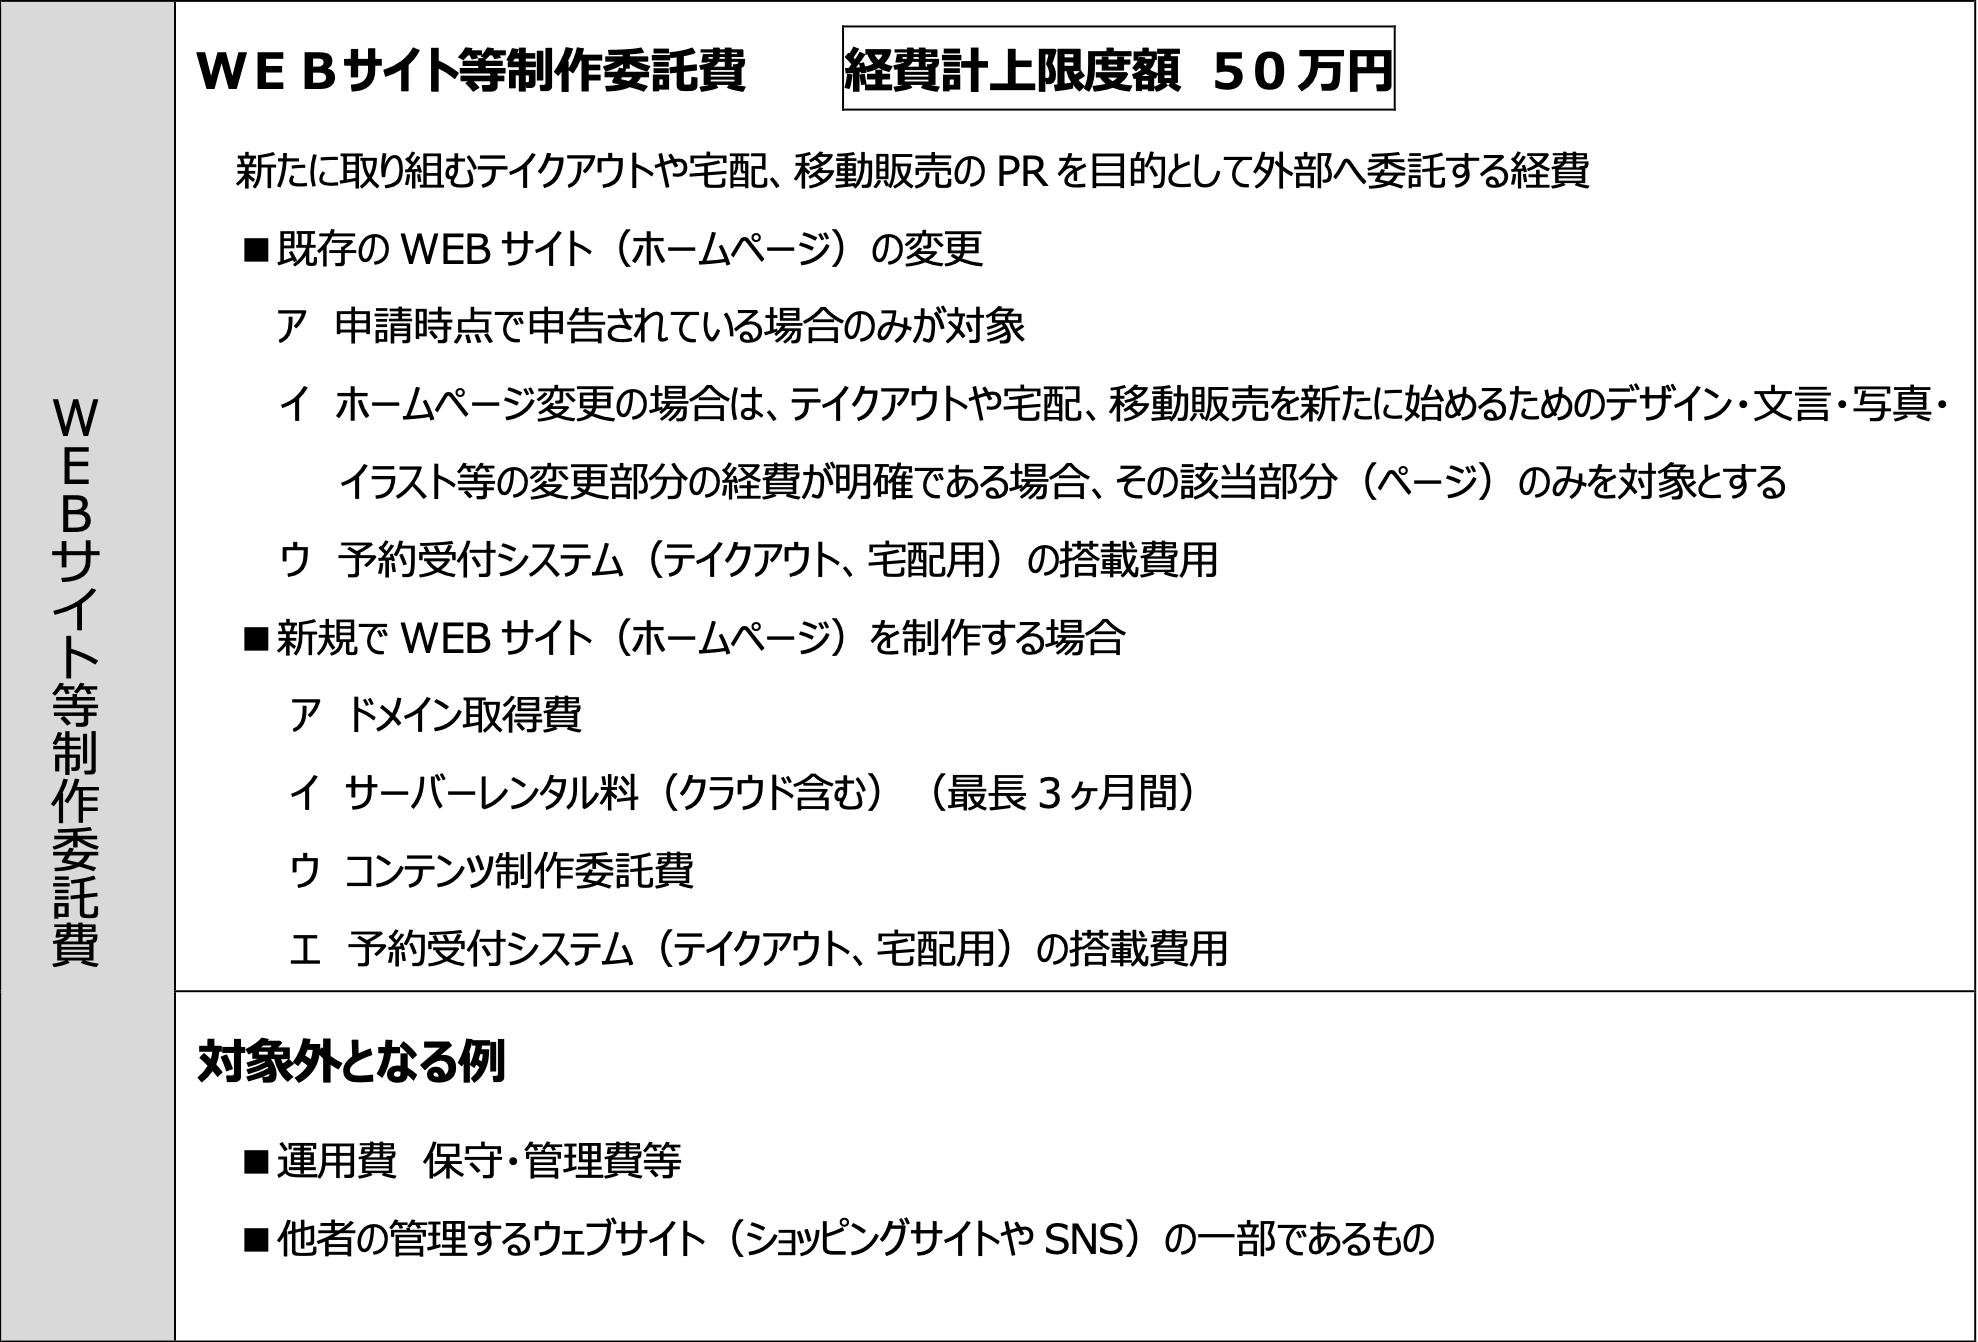 WEBサイト等制作委託費
WEBサイト等制作委託費　経費計上限度額 50万円
新たに取り組むテイクアウトや宅配、移動販売の PR を目的として外部へ委託する経費
■既存の WEB サイト（ホームページ）の変更
ア 申請時点で申告されている場合のみが対象
イ ホームページ変更の場合は、テイクアウトや宅配、移動販売を新たに始めるためのデザイン・文言・写真・
イラスト等の変更部分の経費が明確である場合、その該当部分（ページ）のみを対象とする
ウ 予約受付システム（テイクアウト、宅配用）の搭載費用
■新規で WEB サイト（ホームページ）を制作する場合
ア ドメイン取得費
イ サーバーレンタル料（クラウド含む）（最長 3 ヶ月間）
ウ コンテンツ制作委託費
エ 予約受付システム（テイクアウト、宅配用）の搭載費用
対象外となる例
■運用費 保守・管理費等
■他者の管理するウェブサイト（ショッピングサイトや SNS）の一部であるもの